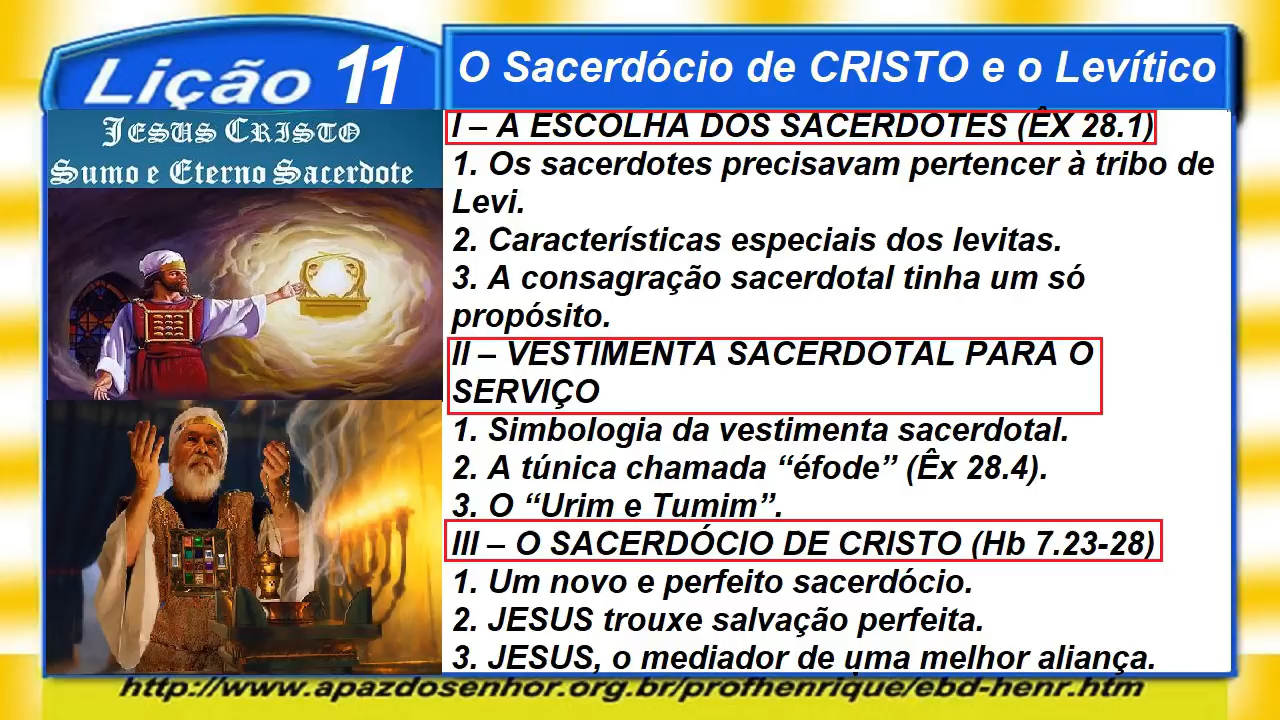 Lição 11
O Sacerdócio de CRISTO e o Levítico
JESUS CRISTO
Sumo e Eterno Sacerdote
I – A ESCOLHA DOS SACERDOTES (ÊX 28.1)
1. Os sacerdotes precisavam pertencer à tribo de
Levi.
2. Características especiais dos levitas.
3. A consagração sacerdotal tinha um só
propósito.
II – VESTIMENTA SACERDOTAL PARA O
SERVIÇO
1. Simbologia da vestimenta sacerdotal.
2. A túnica chamada “éfode” (Êx 28.4).
3. O “Urim e Tumim”.
III – O SACERDÓCIO DE CRISTO (Hb 7.23-28)
1. Um novo e perfeito sacerdócio.
2. JESUS trouxe salvação perfeita.
3. JESUS, o mediador de uma melhor aliança.
http://www.apazdosenhor.org.br/profhenrique/ebd-henr.htm